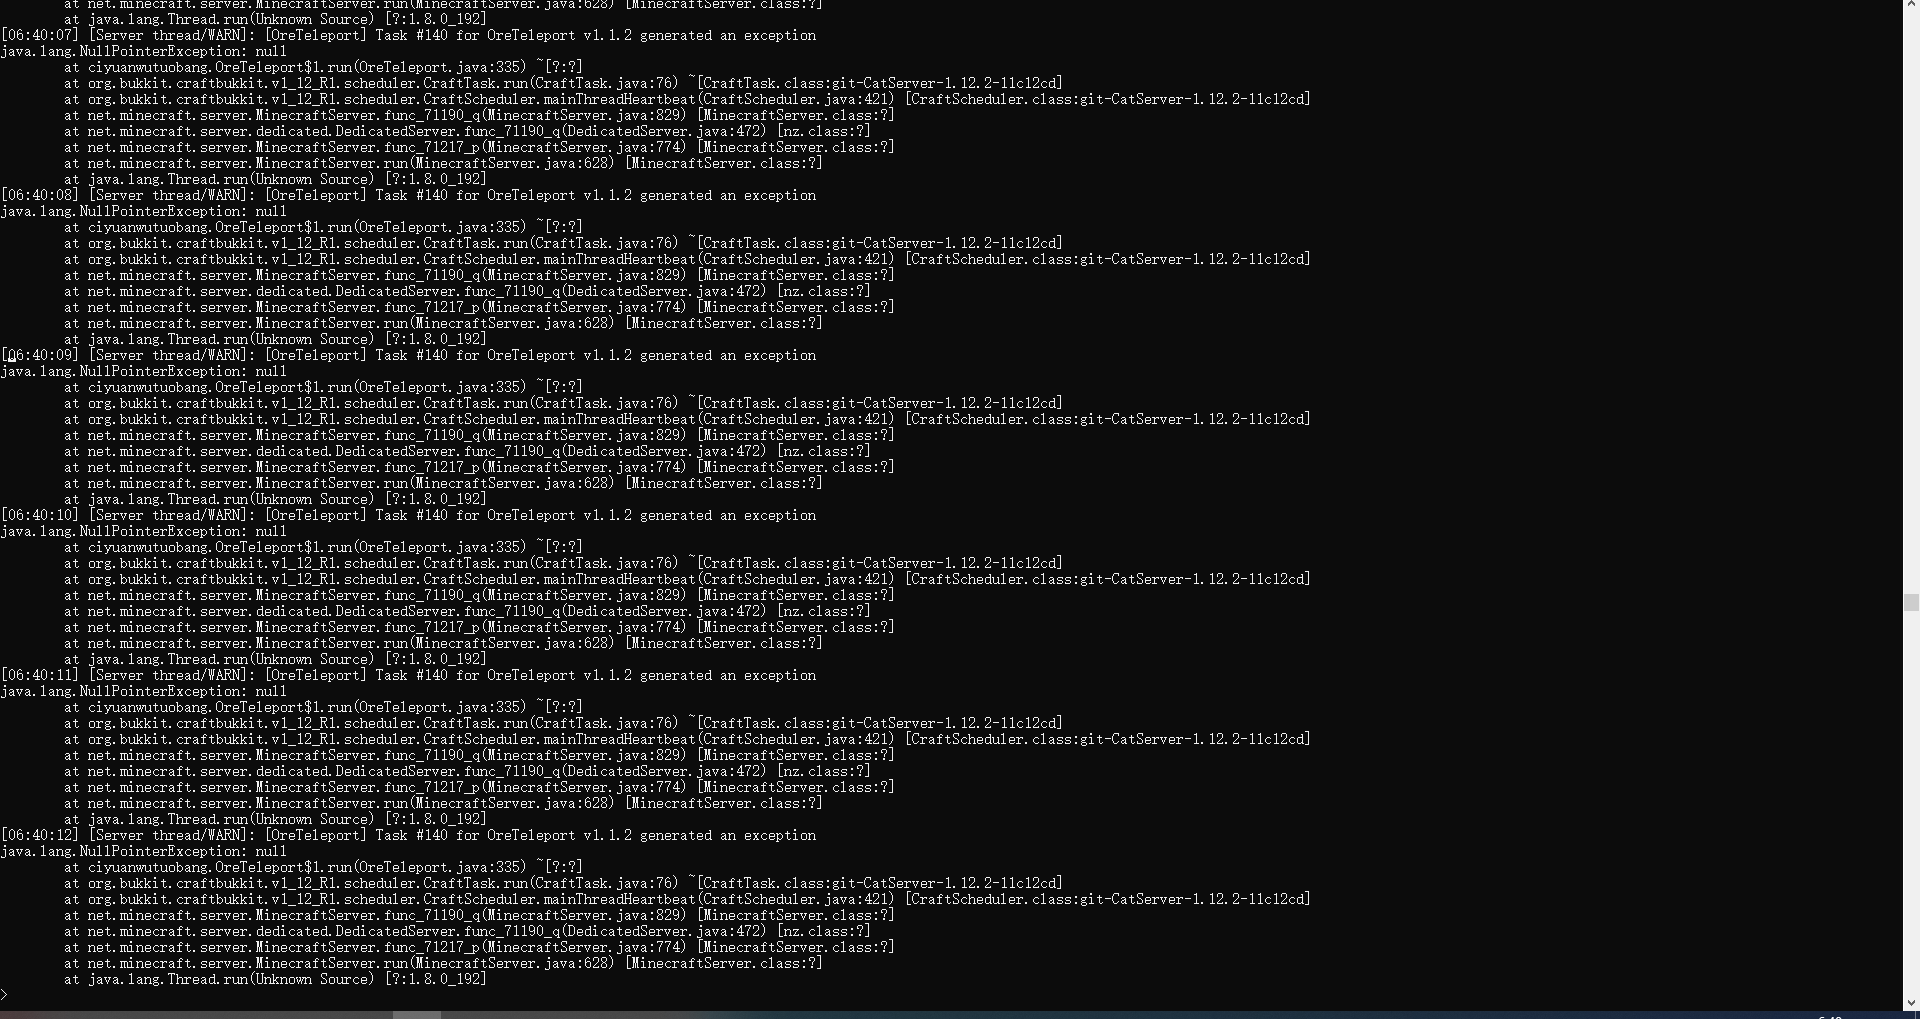 at net.minecraft.server.MinecraftServer.run(MinecraftServer.java:628) [MinecraftServer.class:?]
at java.lang.Thread.run(Unknown Source) [?:1.8.0_192]
[06:40:07] [Server thread/WARN]: [OreTeleport] Task #140 for OreTeleport v1.1.2 generated an exception
java.lang.NullPointerException: null
at ciyuanwutuobang.OreTeleport$1.run(OreTeleport.java:335) ~[?:?]
at org.bukkit.craftbukkit.v1_12_R1.scheduler.CraftTask.run(CraftTask.java:76) ~[CraftTask.class:git-CatServer-1.12.2-11c12cd]
at org.bukkit.craftbukkit.v1_12_R1.scheduler.CraftScheduler.mainThreadHeartbeat(CraftScheduler.java:421) [CraftScheduler.class:git-CatServer-1.12.2-11c12cd]
at net.minecraft.server.MinecraftServer.func_71190_q(MinecraftServer.java:829) [MinecraftServer.class:?]
at net.minecraft.server.dedicated.DedicatedServer.func_71190_q(DedicatedServer.java:472) [nz.class:?]
at net.minecraft.server.MinecraftServer.func_71217_p(MinecraftServer.java:774) [MinecraftServer.class:?]
at net.minecraft.server.MinecraftServer.run(MinecraftServer.java:628) [MinecraftServer.class:?]
at java.lang.Thread.run(Unknown Source) [?:1.8.0_192]
[06:40:08] [Server thread/WARN]: [OreTeleport] Task #140 for OreTeleport v1.1.2 generated an exception
java.lang.NullPointerException: null
at ciyuanwutuobang.OreTeleport$1.run(OreTeleport.java:335) ~[?:?]
at org.bukkit.craftbukkit.v1_12_R1.scheduler.CraftTask.run(CraftTask.java:76) ~[CraftTask.class:git-CatServer-1.12.2-11c12cd]
at org.bukkit.craftbukkit.v1_12_R1.scheduler.CraftScheduler.mainThreadHeartbeat(CraftScheduler.java:421) [CraftScheduler.class:git-CatServer-1.12.2-11c12cd]
at net.minecraft.server.MinecraftServer.func_71190_q(MinecraftServer.java:829) [MinecraftServer.class:?]
at net.minecraft.server.dedicated.DedicatedServer.func_71190_q(DedicatedServer.java:472) [nz.class:?]
at net.minecraft.server.MinecraftServer.func_71217_p(MinecraftServer.java:774) [MinecraftServer.class:?]
at net.minecraft.server.MinecraftServer.run(MinecraftServer.java:628) [MinecraftServer.class:?]
at java.lang.Thread.run(Unknown Source) [?:1.8.0_192]
[06:40:09] [Server thread/WARN]: [OreTeleport] Task #140 for OreTeleport v1.1.2 generated an exception
java.lang.NullPointerException: null
at ciyuanwutuobang.OreTeleport$1.run(OreTeleport.java:335) ~[?:?]
at org.bukkit.craftbukkit.v1_12_R1.scheduler.CraftTask.run(CraftTask.java:76) ~[CraftTask.class:git-CatServer-1.12.2-11c12cd]
at org.bukkit.craftbukkit.v1_12_R1.scheduler.CraftScheduler.mainThreadHeartbeat(CraftScheduler.java:421) [CraftScheduler.class:git-CatServer-1.12.2-11c12cd]
at net.minecraft.server.MinecraftServer.func_71190_q(MinecraftServer.java:829) [MinecraftServer.class:?]
at net.minecraft.server.dedicated.DedicatedServer.func_71190_q(DedicatedServer.java:472) [nz.class:?]
at net.minecraft.server.MinecraftServer.func_71217_p(MinecraftServer.java:774) [MinecraftServer.class:?]
at net.minecraft.server.MinecraftServer.run(MinecraftServer.java:628) [MinecraftServer.class:?]
at java.lang.Thread.run(Unknown Source) [?:1.8.0_192]
[06:40:10] [Server thread/WARN]: [OreTeleport] Task #140 for OreTeleport v1.1.2 generated an exception
java.lang.NullPointerException: null
at ciyuanwutuobang.OreTeleport$1.run(OreTeleport.java:335) ~[?:?]
at org.bukkit.craftbukkit.v1_12_R1.scheduler.CraftTask.run(CraftTask.java:76) ~[CraftTask.class:git-CatServer-1.12.2-11c12cd]
at org.bukkit.craftbukkit.v1_12_R1.scheduler.CraftScheduler.mainThreadHeartbeat(CraftScheduler.java:421) [CraftScheduler.class:git-CatServer-1.12.2-11c12cd]
at net.minecraft.server.MinecraftServer.func_71190_q(MinecraftServer.java:829) [MinecraftServer.class:?]
at net.minecraft.server.dedicated.DedicatedServer.func_71190_q(DedicatedServer.java:472) [nz.class:?]
at net.minecraft.server.MinecraftServer.func_71217_p(MinecraftServer.java:774) [MinecraftServer.class:?]
at net.minecraft.server.MinecraftServer.run(MinecraftServer.java:628) [MinecraftServer.class:?]
at java.lang.Thread.run(Unknown Source) [?:1.8.0_192]
[06:40:11] [Server thread/WARN]: [OreTeleport] Task #140 for OreTeleport v1.1.2 generated an exception
java.lang.NullPointerException: null
at ciyuanwutuobang.OreTeleport$1.run(OreTeleport.java:335) ~[?:?]
at org.bukkit.craftbukkit.v1_12_R1.scheduler.CraftTask.run(CraftTask.java:76) ~[CraftTask.class:git-CatServer-1.12.2-11c12cd]
at org.bukkit.craftbukkit.v1_12_R1.scheduler.CraftScheduler.mainThreadHeartbeat(CraftScheduler.java:421) [CraftScheduler.class:git-CatServer-1.12.2-11c12cd]
at net.minecraft.server.MinecraftServer.func_71190_q(MinecraftServer.java:829) [MinecraftServer.class:?]
at net.minecraft.server.dedicated.DedicatedServer.func_71190_q(DedicatedServer.java:472) [nz.class:?]
at net.minecraft.server.MinecraftServer.func_71217_p(MinecraftServer.java:774) [MinecraftServer.class:?]
at net.minecraft.server.MinecraftServer.run(MinecraftServer.java:628) [MinecraftServer.class:?]
at java.lang.Thread.run(Unknown Source) [?:1.8.0_192]
[06:40:12] [Server thread/WARN]: [OreTeleport] Task #140 for OreTeleport v1.1.2 generated an exception
java.lang.NullPointerException: null
at ciyuanwutuobang.OreTeleport$1.run(OreTeleport.java:335) ~[?:?]
at org.bukkit.craftbukkit.v1_12_R1.scheduler.CraftTask.run(CraftTask.java:76) ~[CraftTask.class:git-CatServer-1.12.2-11c12cd]
at org.bukkit.craftbukkit.v1_12_R1.scheduler.CraftScheduler.mainThreadHeartbeat(CraftScheduler.java:421) [CraftScheduler.class:git-CatServer-1.12.2-11c12cd]
at net.minecraft.server.MinecraftServer.func_71190_q(MinecraftServer.java:829) [MinecraftServer.class:?]
at net.minecraft.server.dedicated.DedicatedServer.func_71190_q(DedicatedServer.java:472) [nz.class:?]
at net.minecraft.server.MinecraftServer.func_71217_p(MinecraftServer.java:774) [MinecraftServer.class:?]
at net.minecraft.server.MinecraftServer.run(MinecraftServer.java:628) [MinecraftServer.class:?]
at java.lang.Thread.run(Unknown Source) [?:1.8.0_192]
>